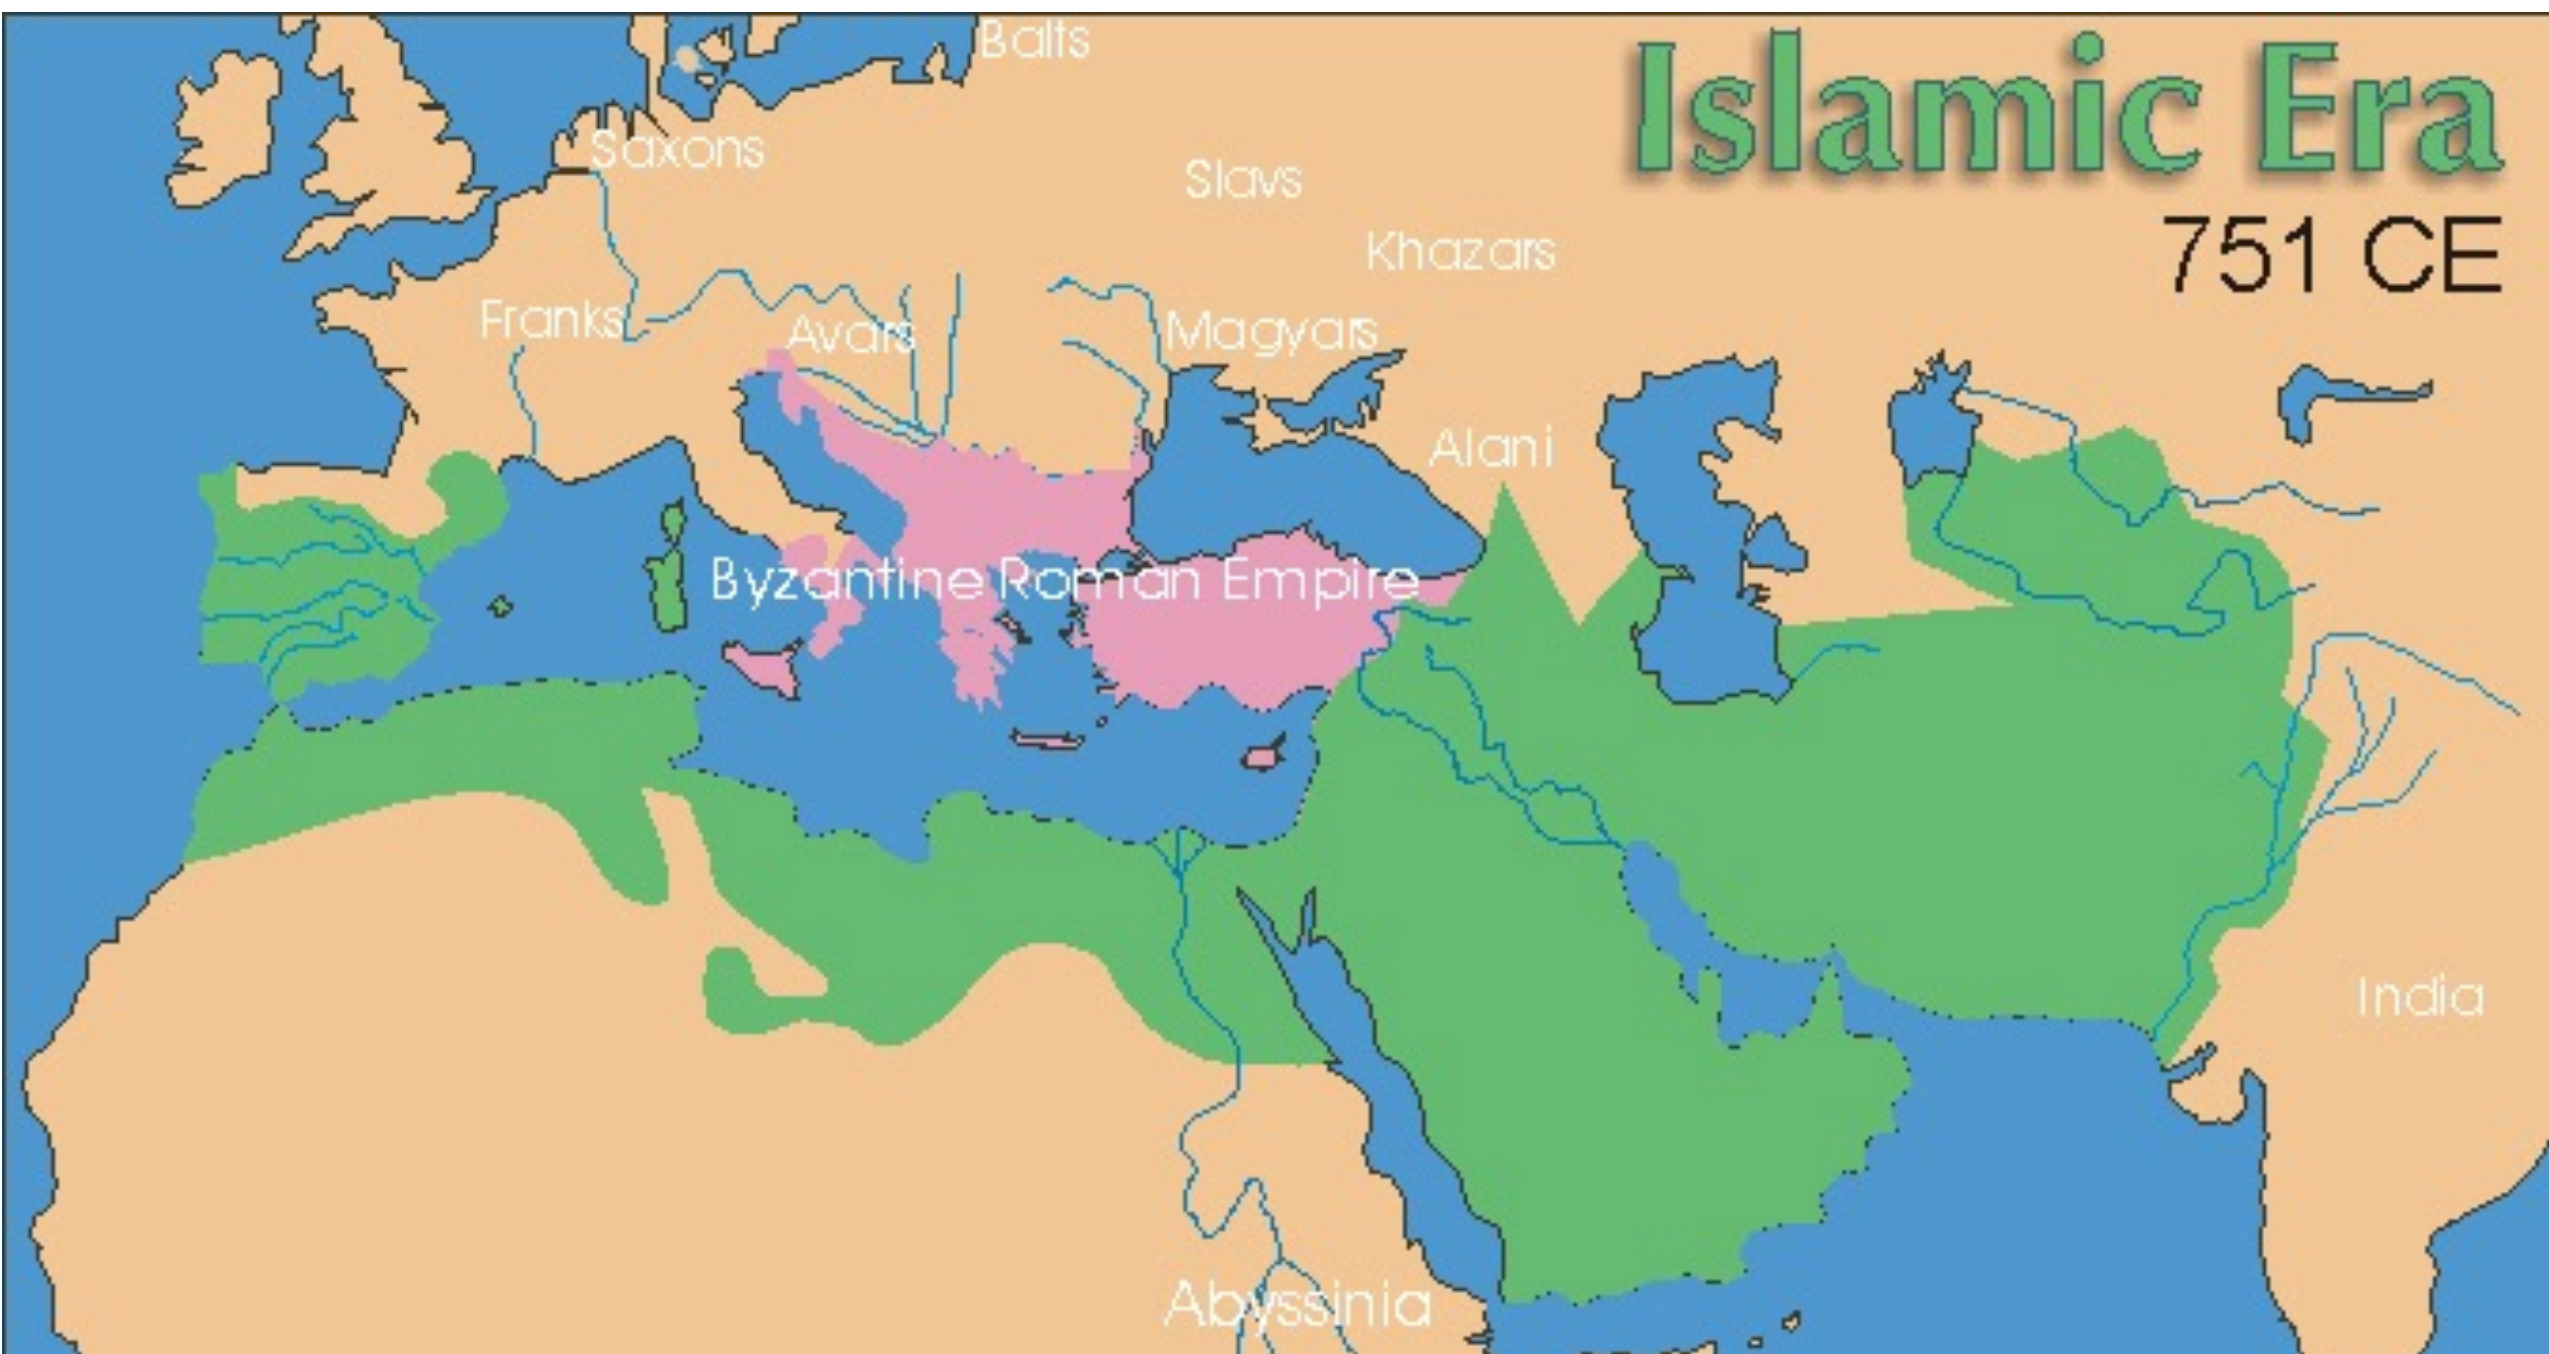 Balts
Islamic Era
Saxons
Slavs
751 CE
Khazars
Franks
Avars
Magyars
Alani
Byzantine Roman Empire
India
Abyssinia